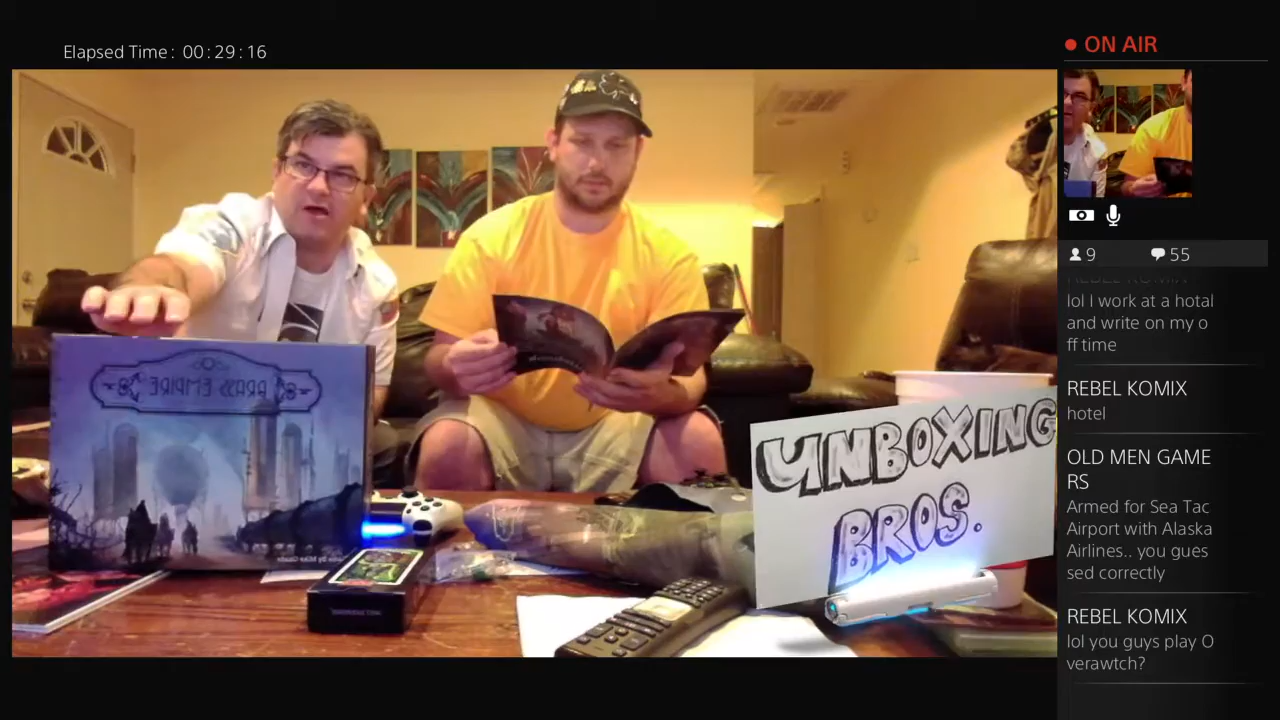 Elapsed Time: 00:29:16
ON AIR
9
55
REBEL KOMIX
lol I work at a hotal
and write on my o
ff time
REBEL KOMIX
hotel
OLD MEN GAME
RS
Armed for Sea Tac
Airport with Alaska
Airlines.. you gues
sed correctly
REBEL KOMIX
lol you guys play O
verawtch?
BRASS EMPIRE
UNBOXING
BROS.